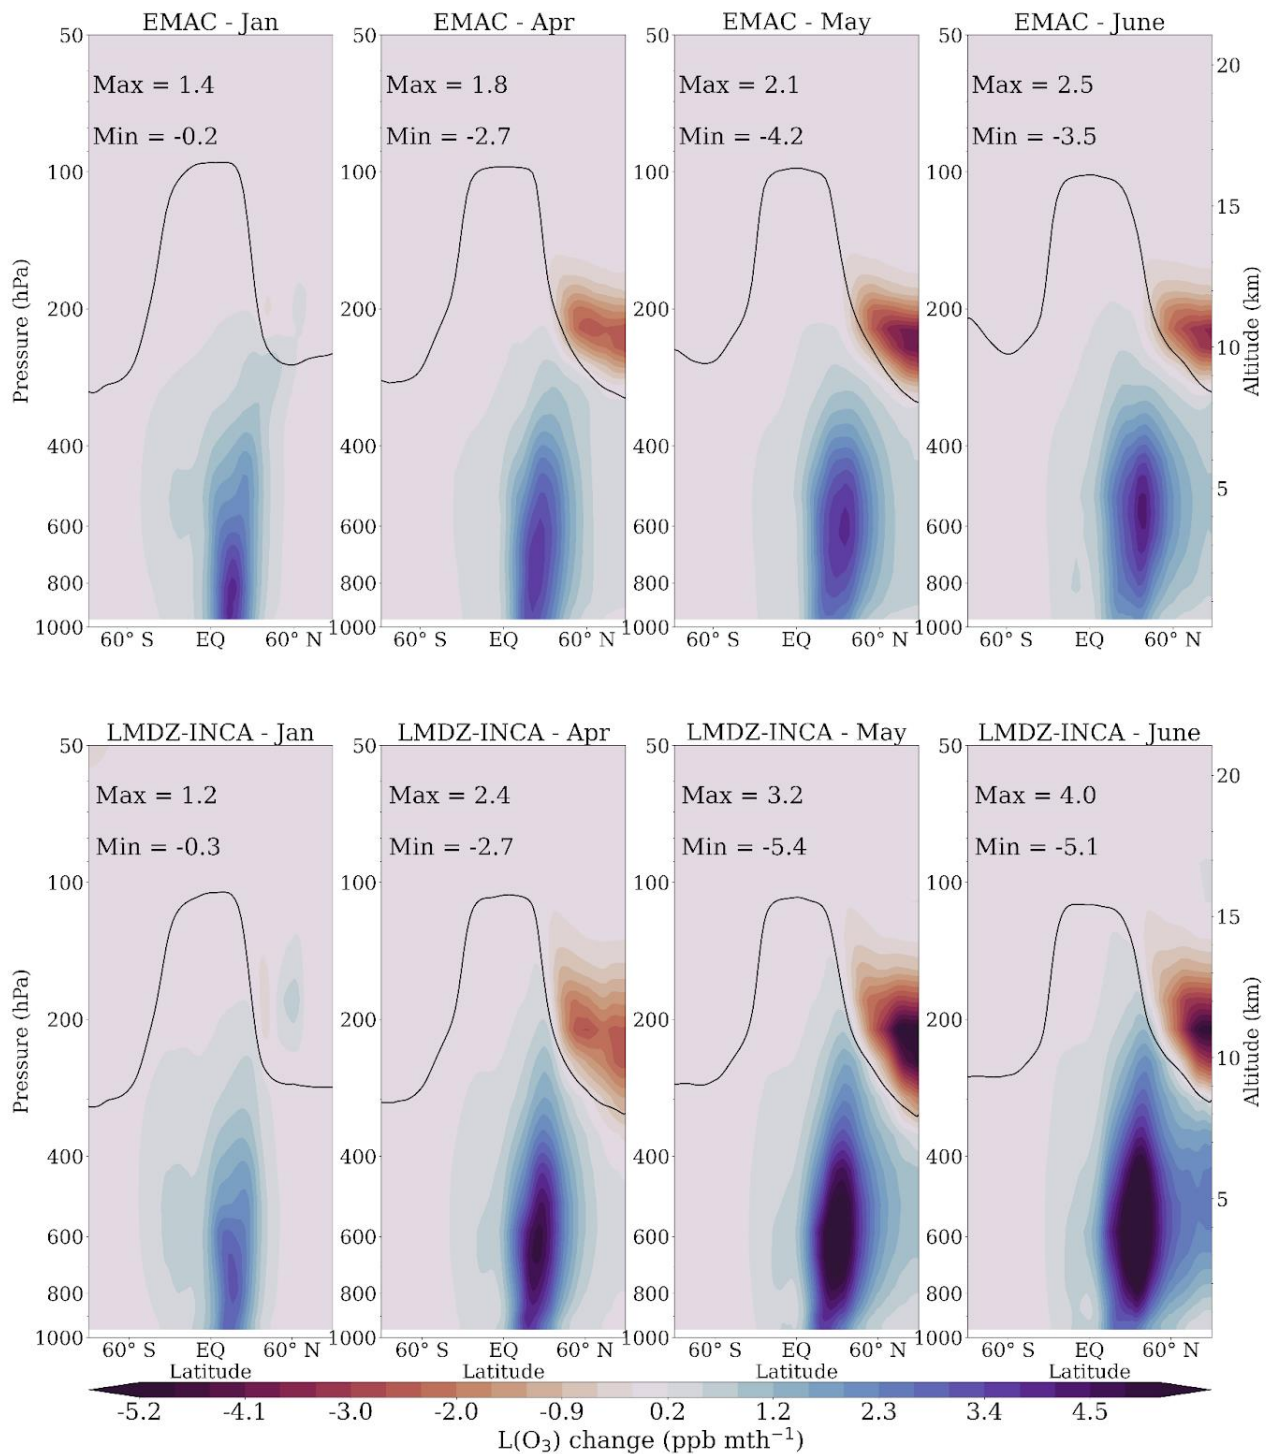 EMAC - Jan EMAC - Apr EMAC - May EMAC - June
50 50 50 50
20
Max = 1.4 Max = 1.8 Max = 2.1 Max = 2.5
Min = -0.2 Min = -2.7 Min = -4.2 Min = -3.5
100 100 100 100
15
Pressure (hPa)
200 200 200 200
10
Altitude (km)
400 400 400 400
5
600 600 600 600
800 800 800 800
1000 1000 1000 1000
60° S EQ 60° N 60° S EQ 60° N 60° S EQ 60° N 60° S EQ 60° N
LMDZ-INCA - Jan LMDZ-INCA - Apr LMDZ-INCA - May LMDZ-INCA - June
50 50 50 50
20
Max = 1.2 Max = 2.4 Max = 3.2 Max = 4.0
Min = -0.3 Min = -2.7 Min = -5.4 Min = -5.1
100 100 100 100
15
Pressure (hPa)
200 200 200 200
10
Altitude (km)
400 400 400 400
5
600 600 600 600
800 800 800 800
1000 1000 1000 1000
60° S EQ 60° N 60° S EQ 60° N 60° S EQ 60° N 60° S EQ 60° N
Latitude Latitude Latitude Latitude
-5.2 -4.1 -3.0 -2.0 -0.9 0.2 1.2 2.3 3.4 4.5
L(O₃) change (ppb mth⁻¹)